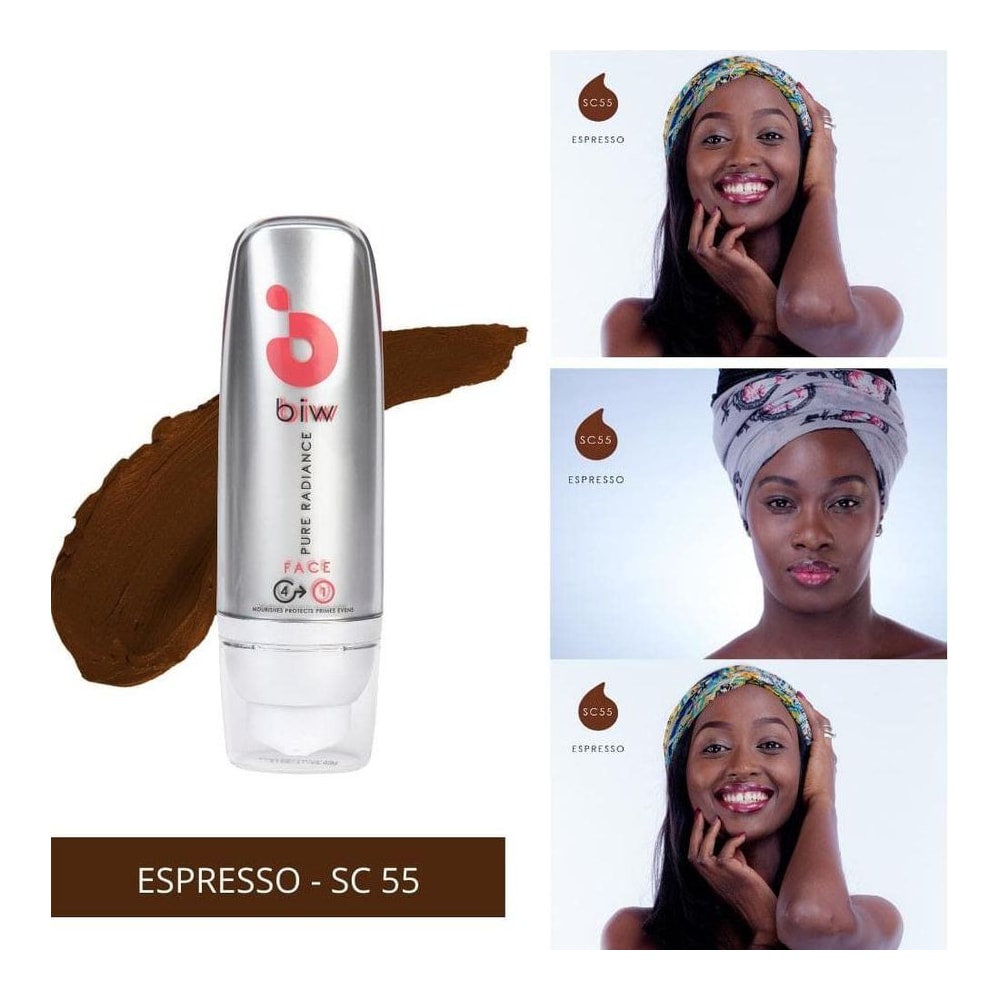 biw
PURE RADIANCE
FACE
4 1
NOURISHES PROTECTS PRIMES EVENS
ESPRESSO - SC 55
SC55
ESPRESSO
SC55
ESPRESSO
SC55
ESPRESSO